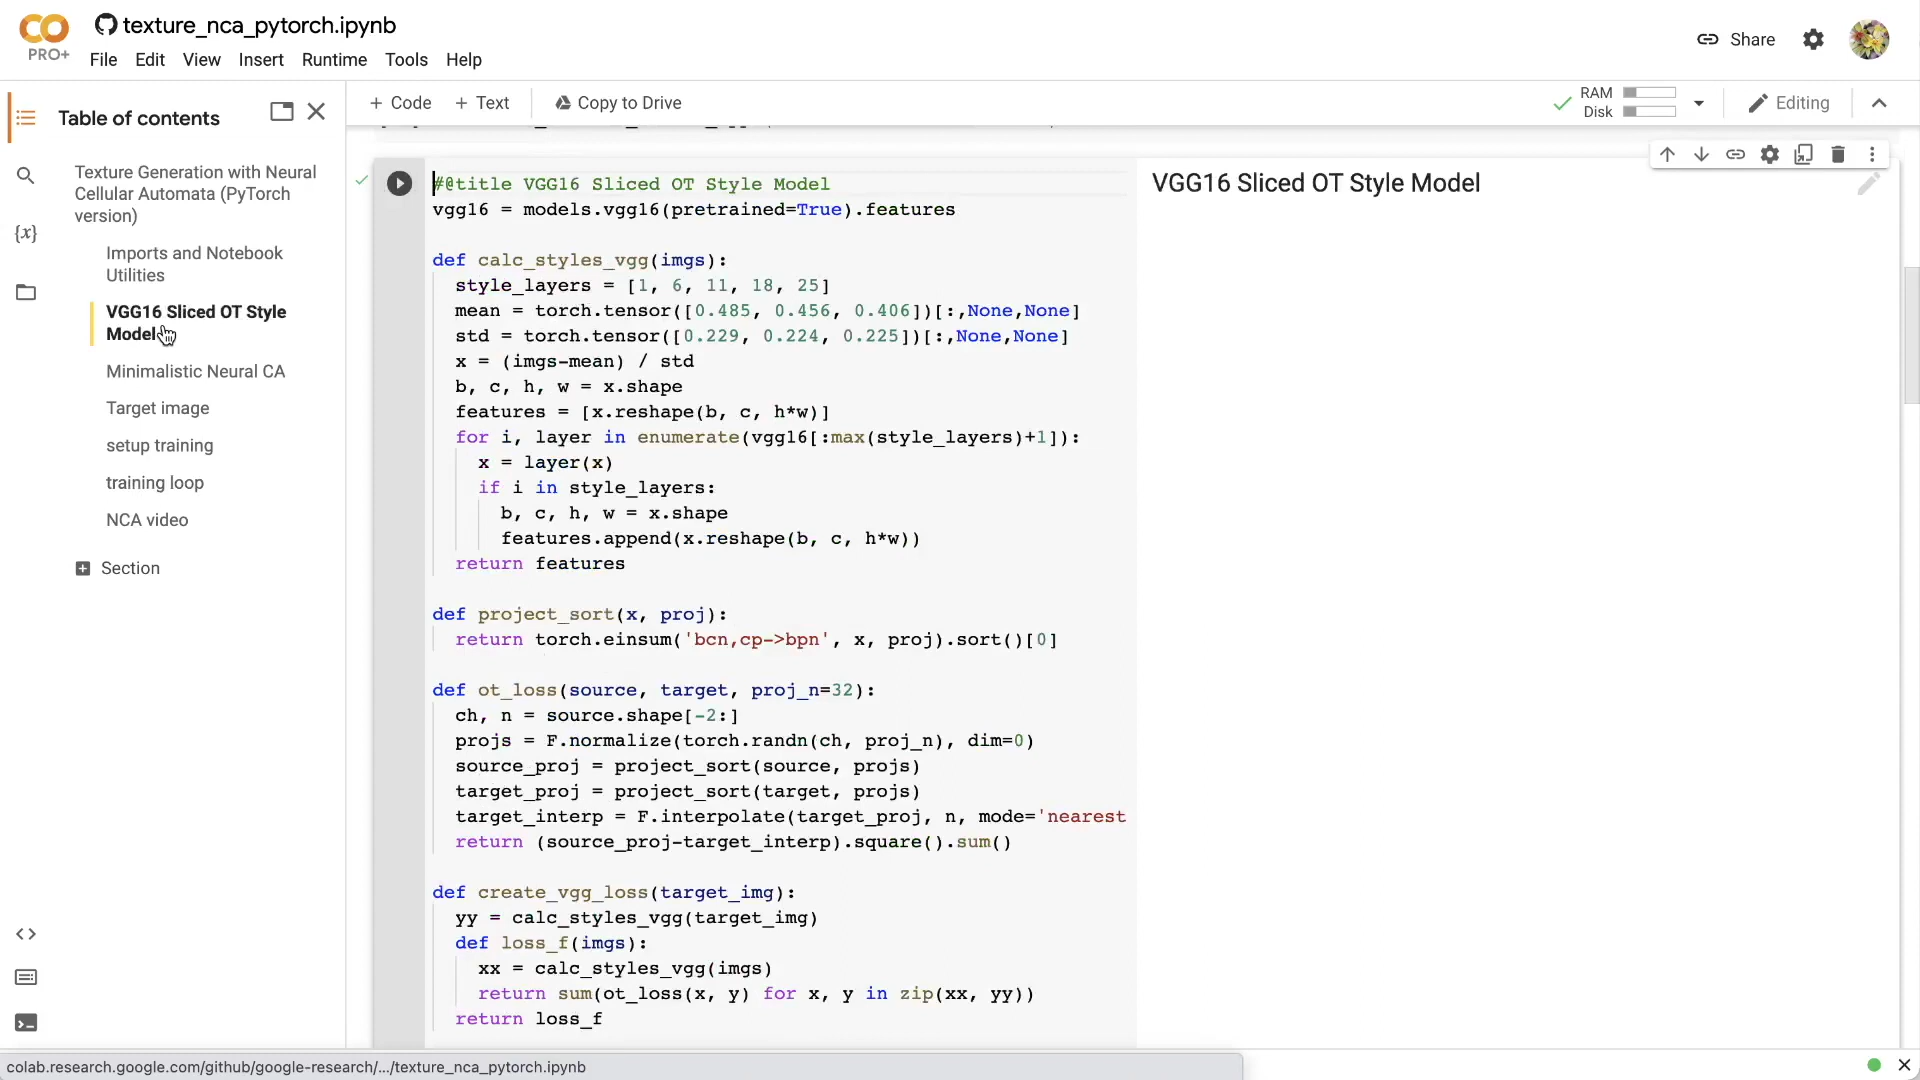 texture_nca_pytorch.ipynb
PRO+
File Edit View Insert Runtime Tools Help
Share
Table of contents
+ Code + Text Copy to Drive
RAM
Disk
Editing
Texture Generation with Neural
Cellular Automata (PyTorch
version)
Imports and Notebook
Utilities
VGG16 Sliced OT Style
Model
Minimalistic Neural CA
Target image
setup training
training loop
NCA video
Section
#@title VGG16 Sliced OT Style Model
vgg16 = models.vgg16(pretrained=True).features
def calc_styles_vgg(imgs):
style_layers = [1, 6, 11, 18, 25]
mean = torch.tensor([0.485, 0.456, 0.406])[:,None,None]
std = torch.tensor([0.229, 0.224, 0.225])[:,None,None]
x = (imgs-mean) / std
b, c, h, w = x.shape
features = [x.reshape(b, c, h*w)]
for i, layer in enumerate(vgg16[:max(style_layers)+1]):
x = layer(x)
if i in style_layers:
b, c, h, w = x.shape
features.append(x.reshape(b, c, h*w))
return features
def project_sort(x, proj):
return torch.einsum('bcn,cp->bpn', x, proj).sort()[0]
def ot_loss(source, target, proj_n=32):
ch, n = source.shape[-2:]
projs = F.normalize(torch.randn(ch, proj_n), dim=0)
source_proj = project_sort(source, projs)
target_proj = project_sort(target, projs)
target_interp = F.interpolate(target_proj, n, mode='nearest
return (source_proj-target_interp).square().sum()
def create_vgg_loss(target_img):
yy = calc_styles_vgg(target_img)
def loss_f(imgs):
xx = calc_styles_vgg(imgs)
return sum(ot_loss(x, y) for x, y in zip(xx, yy))
return loss_f
VGG16 Sliced OT Style Model
colab.research.google.com/github/google-research/.../texture_nca_pytorch.ipynb